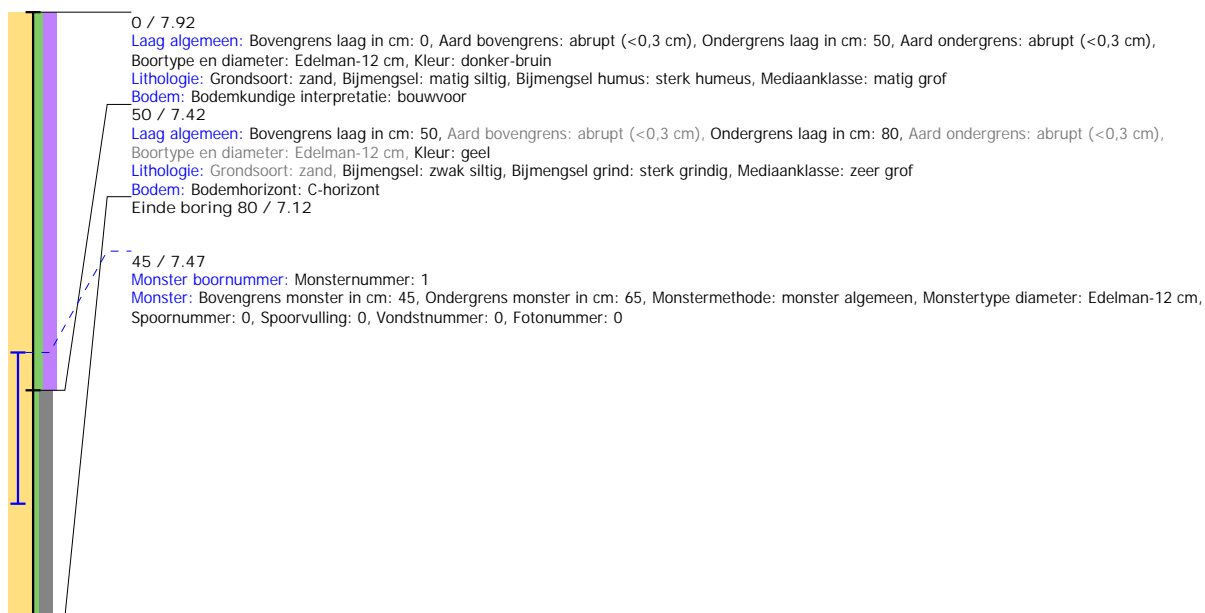 0 / 7.92
Laag algemeen: Bovengrens laag in cm: 0, Aard bovengrens: abrupt (<0,3 cm), Ondergrens laag in cm: 50, Aard ondergrens: abrupt (<0,3 cm),
Boortype en diameter: Edelman-12 cm, Kleur: donker-bruin
Lithologie: Grondsoort: zand, Bijmengsel: matig siltig, Bijmengsel humus: sterk humeus, Mediaanklasse: matig grof
Bodem: Bodemkundige interpretatie: bouwvoor
50 / 7.42
Laag algemeen: Bovengrens laag in cm: 50, Aard bovengrens: abrupt (<0,3 cm), Ondergrens laag in cm: 80, Aard ondergrens: abrupt (<0,3 cm),
Boortype en diameter: Edelman-12 cm, Kleur: geel
Lithologie: Grondsoort: zand, Bijmengsel: zwak siltig, Bijmengsel grind: sterk grindig, Mediaanklasse: zeer grof
Bodem: Bodemhorizont: C-horizont
Einde boring 80 / 7.12
45 / 7.47
Monster boornummer: Monsternummer: 1
Monster: Bovengrens monster in cm: 45, Ondergrens monster in cm: 65, Monstermethode: monster algemeen, Monstertype diameter: Edelman-12 cm,
Spoornummer: 0, Spoorvulling: 0, Vondstnummer: 0, Fotonummer: 0